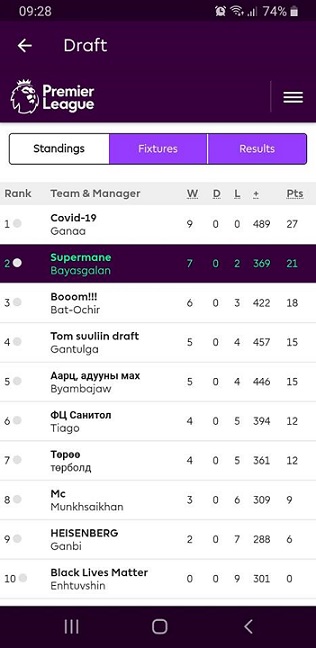 09:28
74%
Draft
Premier
League
Standings Fixtures Results
Rank Team & Manager W D L + Pts
1 Covid-19 9 0 0 489 27
Ganaa
2 Supermane 7 0 2 369 21
Bayasgalan
3 Booom!!! 6 0 3 422 18
Bat-Ochir
4 Tom suuliin draft 5 0 4 457 15
Gantulga
5 Аарц, адууны мах 5 0 4 446 15
Byambajaw
6 ФЦ Санитол 4 0 5 394 12
Tiago
7 Төрөө 4 0 5 361 12
төрболд
8 Mc 3 0 6 309 9
Munkhsaikhan
9 HEISENBERG 2 0 7 288 6
Ganbi
10 Black Lives Matter 0 0 9 301 0
Enhtuvshin